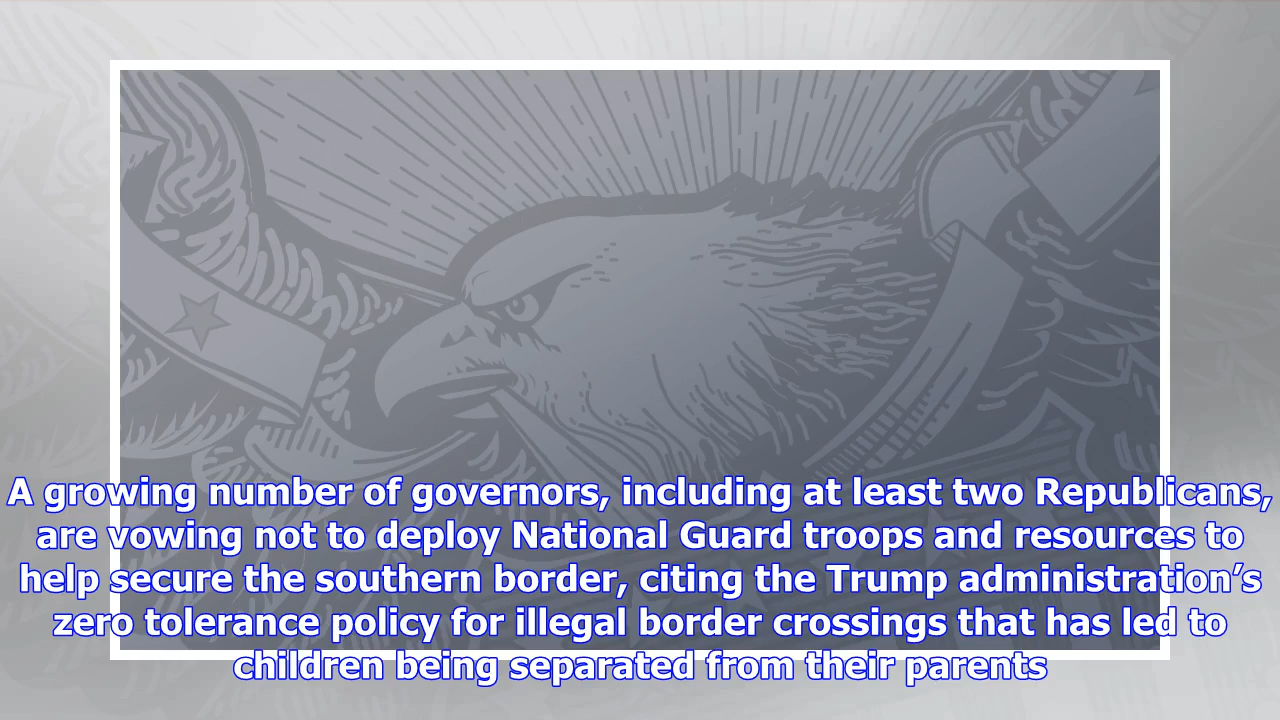 A growing number of governors, including at least two Republicans,
are vowing not to deploy National Guard troops and resources to
help secure the southern border, citing the Trump administration’s
zero tolerance policy for illegal border crossings that has led to
children being separated from their parents